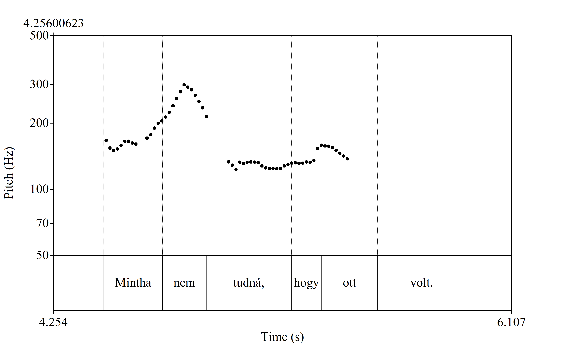 4.25600623
500
300
200
100
70
50
Pitch (Hz)
Mintha nem tudná, hogy ott volt.
4.254 6.107
Time (s)